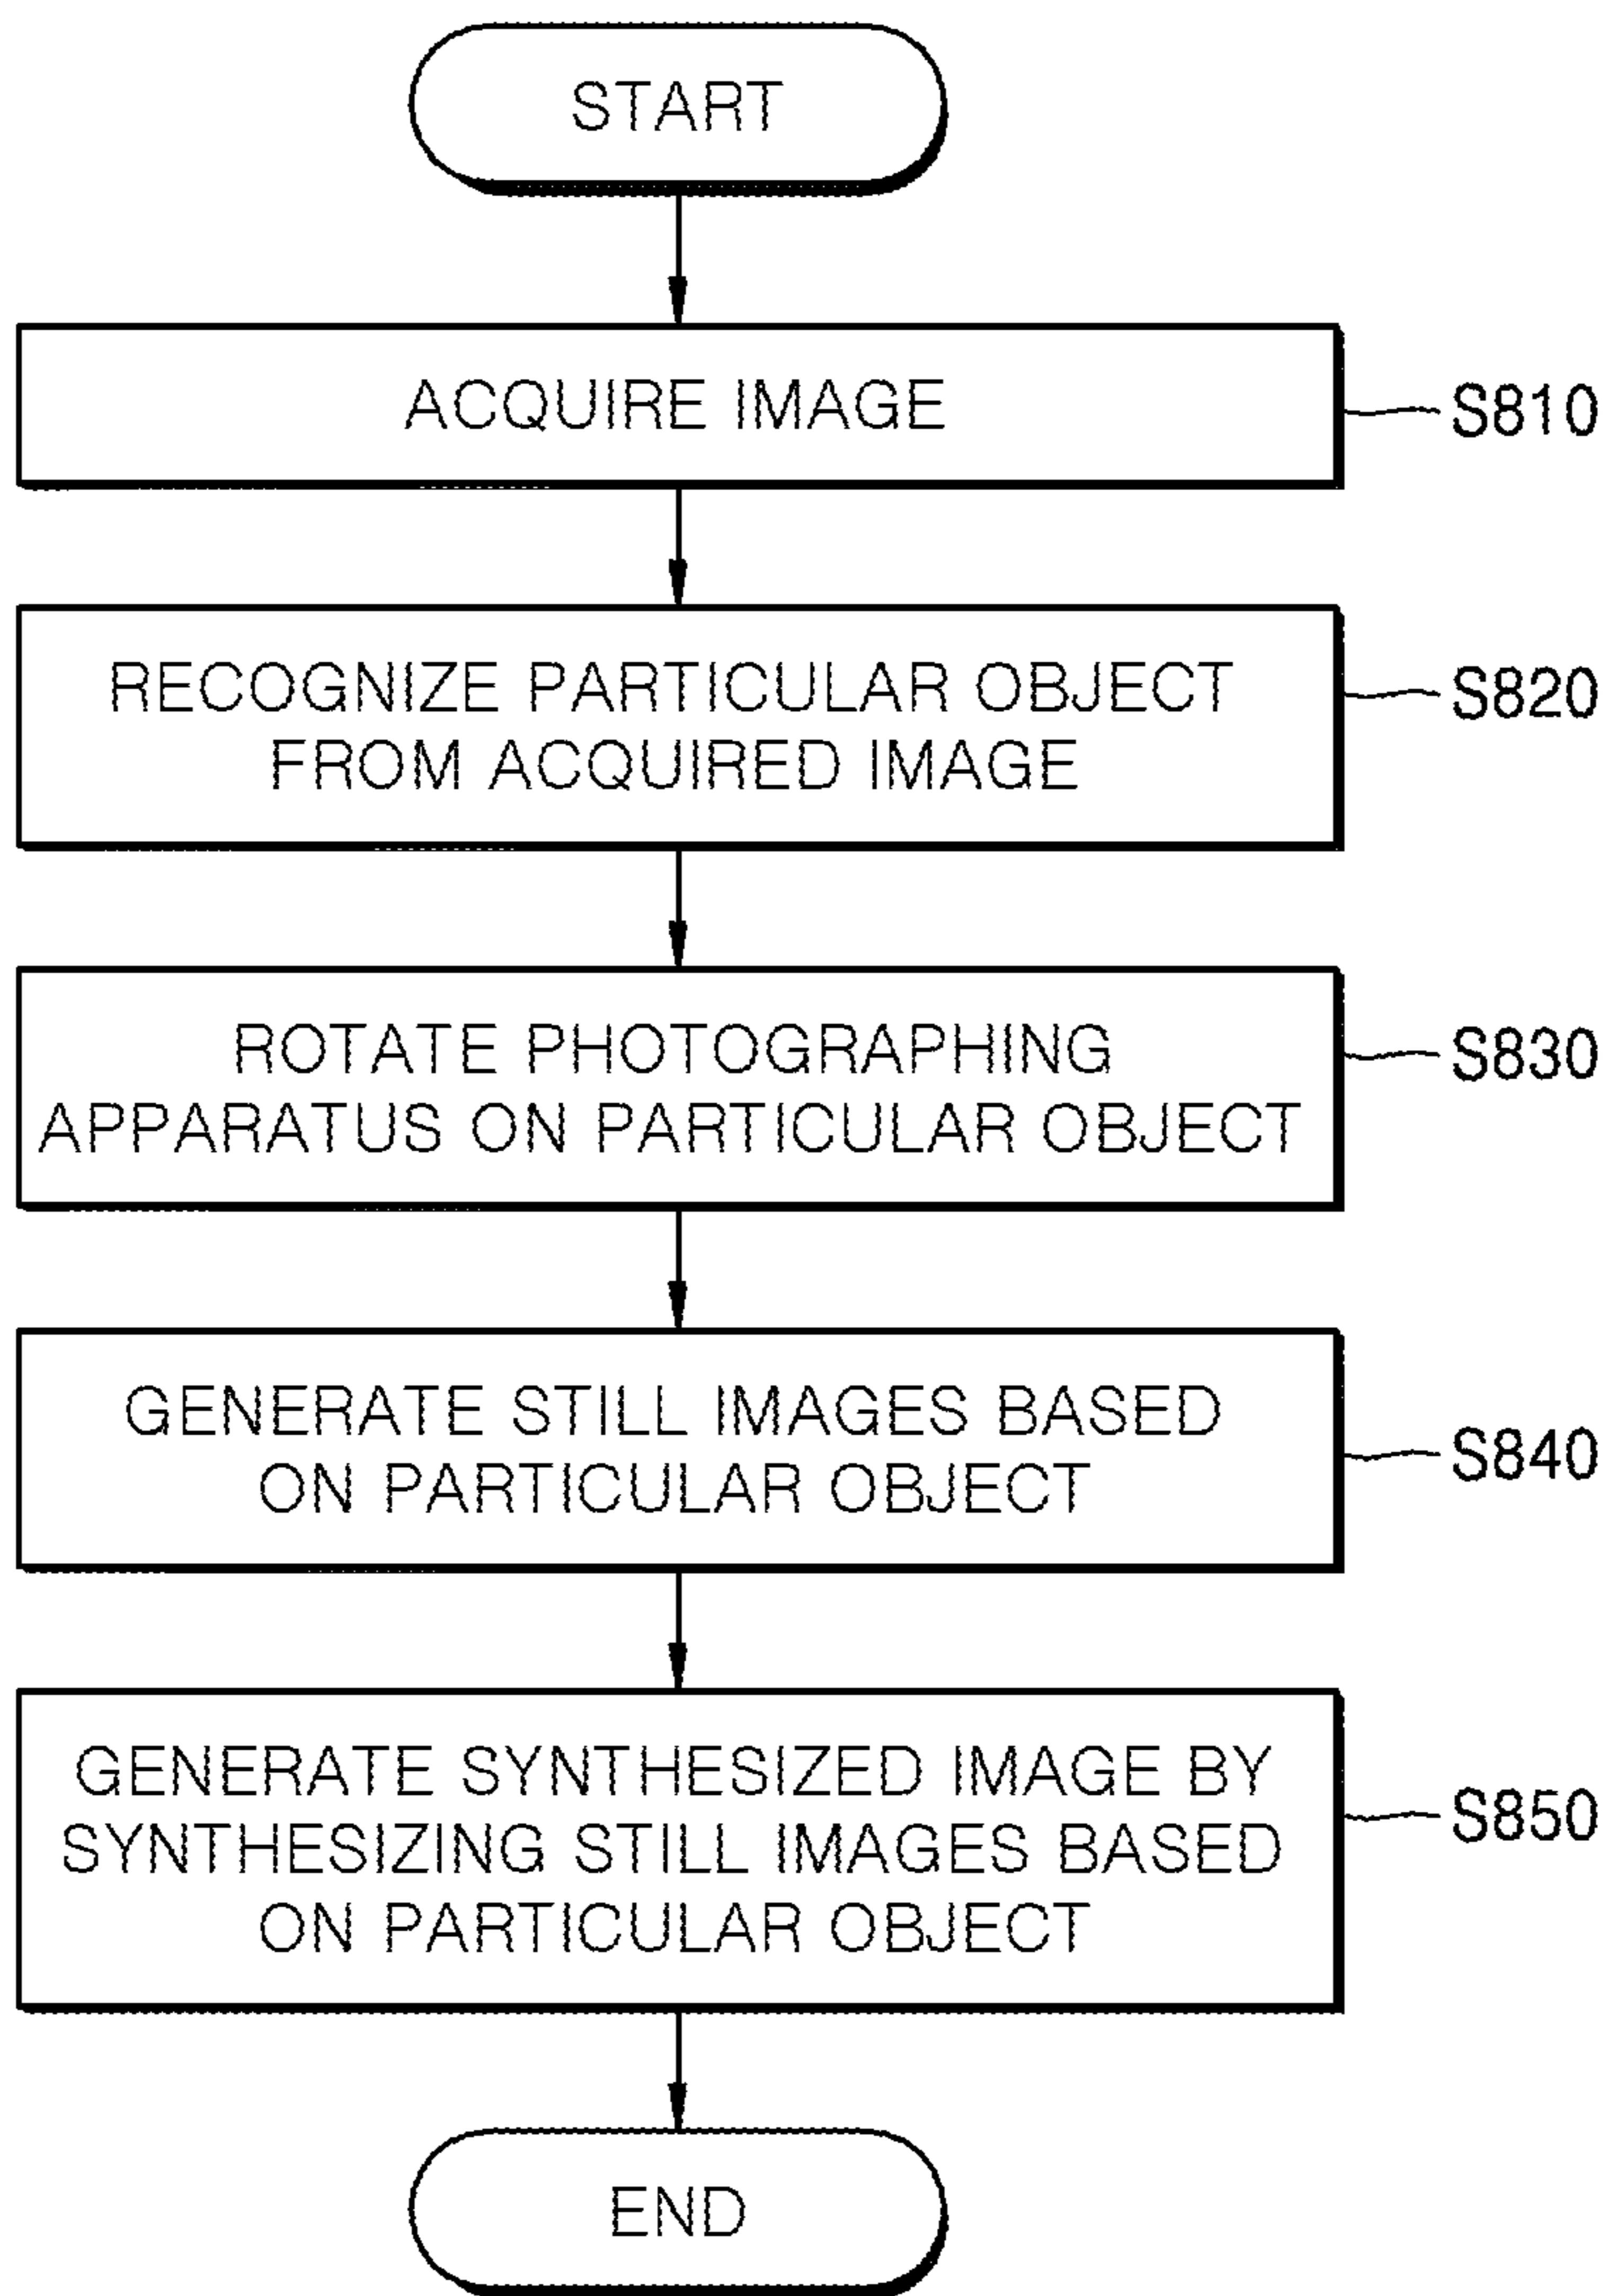 START
ACQUIRE IMAGE
S810
RECOGNIZE PARTICULAR OBJECT
FROM ACQUIRED IMAGE
S820
ROTATE PHOTOGRAPHING
APPARATUS ON PARTICULAR OBJECT
S830
GENERATE STILL IMAGES BASED
ON PARTICULAR OBJECT
S840
GENERATE SYNTHESIZED IMAGE BY
SYNTHESIZING STILL IMAGES BASED
ON PARTICULAR OBJECT
S850
END